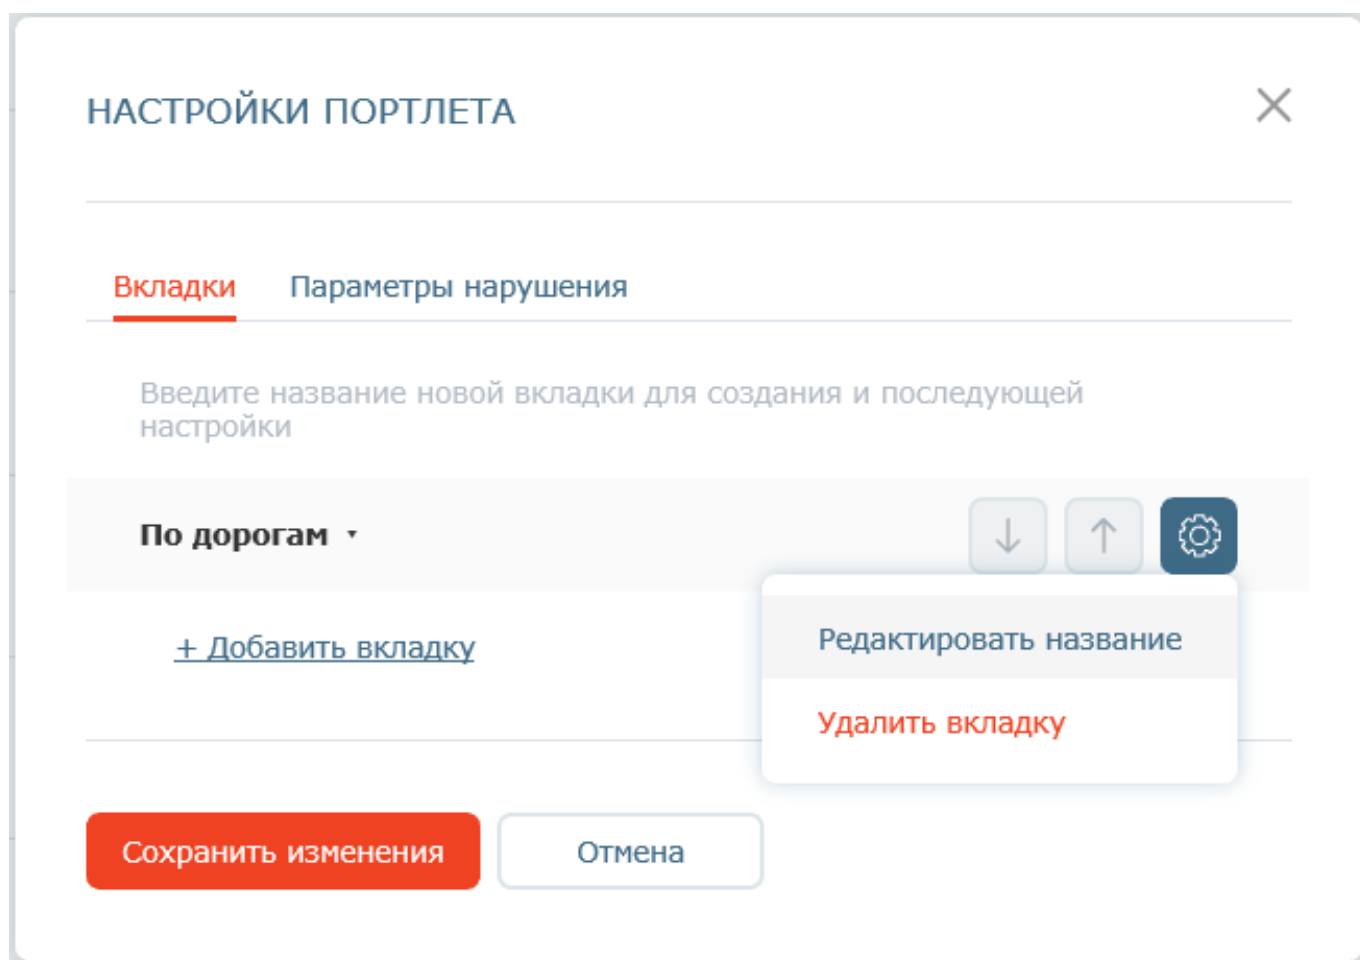 НАСТРОЙКИ ПОРТЛЕТА
Вкладки Параметры нарушения
Введите название новой вкладки для создания и последующей
настройки
По дорогам
+ Добавить вкладку
Редактировать название
Удалить вкладку
Сохранить изменения Отмена